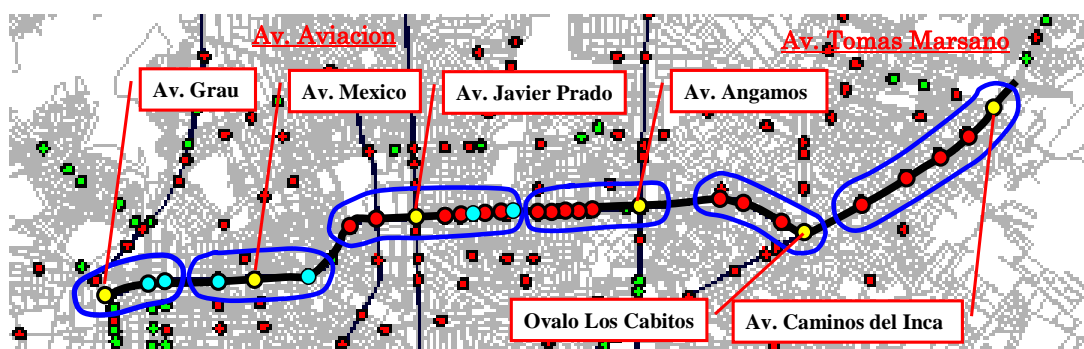 Av. Aviacion
Av. Tomas Marsano
Av. Grau
Av. Mexico
Av. Javier Prado
Av. Angamos
Ovalo Los Cabitos
Av. Caminos del Inca